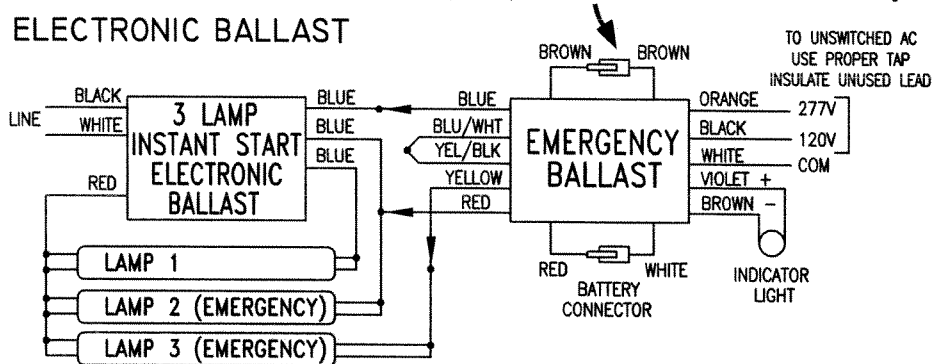 ELECTRONIC BALLAST
BROWN
BROWN
TO UNSWITCHED AC
USE PROPER TAP
INSULATE UNUSED LEAD
LINE
BLACK
WHITE
RED
3 LAMP
INSTANT START
ELECTRONIC
BALLAST
BLUE
BLUE
BLUE
BLUE
BLU/WHT
YEL/BLK
YELLOW
RED
EMERGENCY
BALLAST
ORANGE
277V
BLACK
120V
WHITE
COM
VIOLET +
BROWN -
INDICATOR
LIGHT
RED
WHITE
BATTERY
CONNECTOR
LAMP 1
LAMP 2 (EMERGENCY)
LAMP 3 (EMERGENCY)